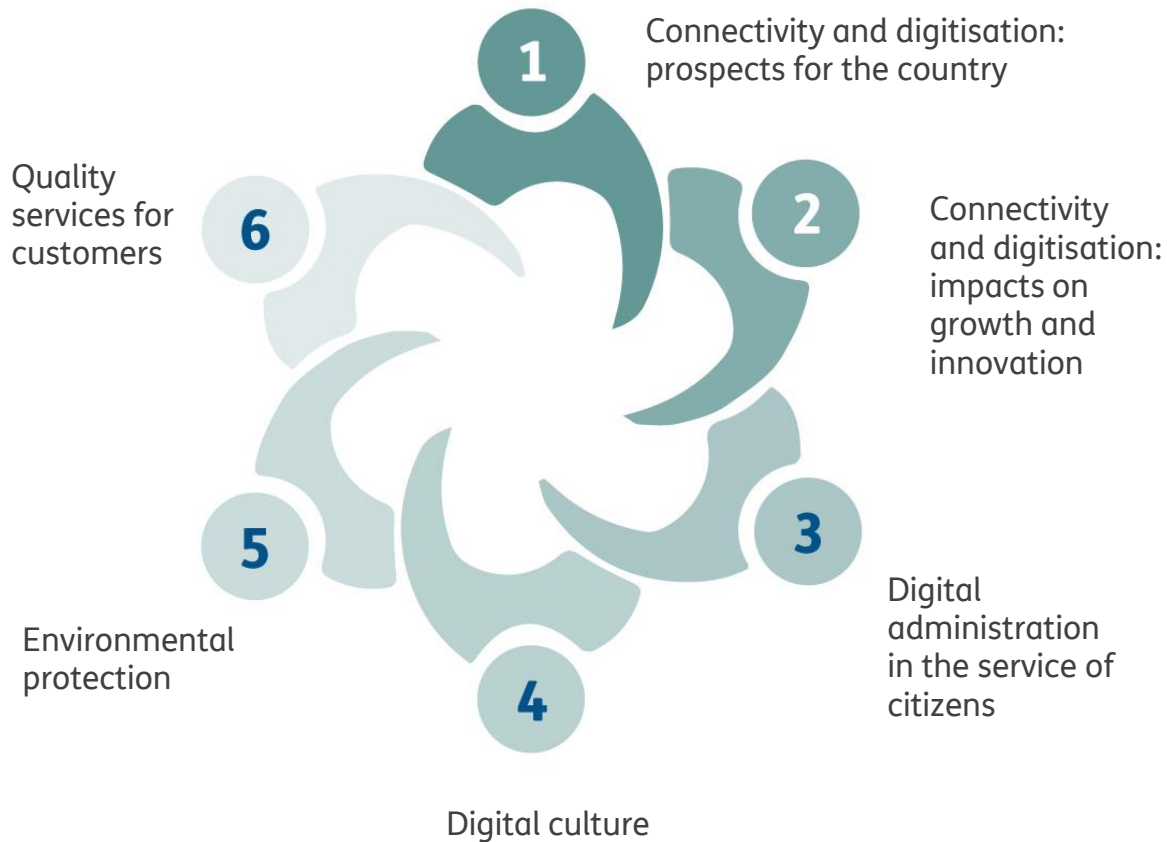 1
Connectivity and digitisation:
prospects for the country
2
Connectivity
and digitisation:
impacts on
growth and
innovation
3
Digital
administration
in the service of
citizens
4
Digital culture
5
Environmental
protection
6
Quality
services for
customers